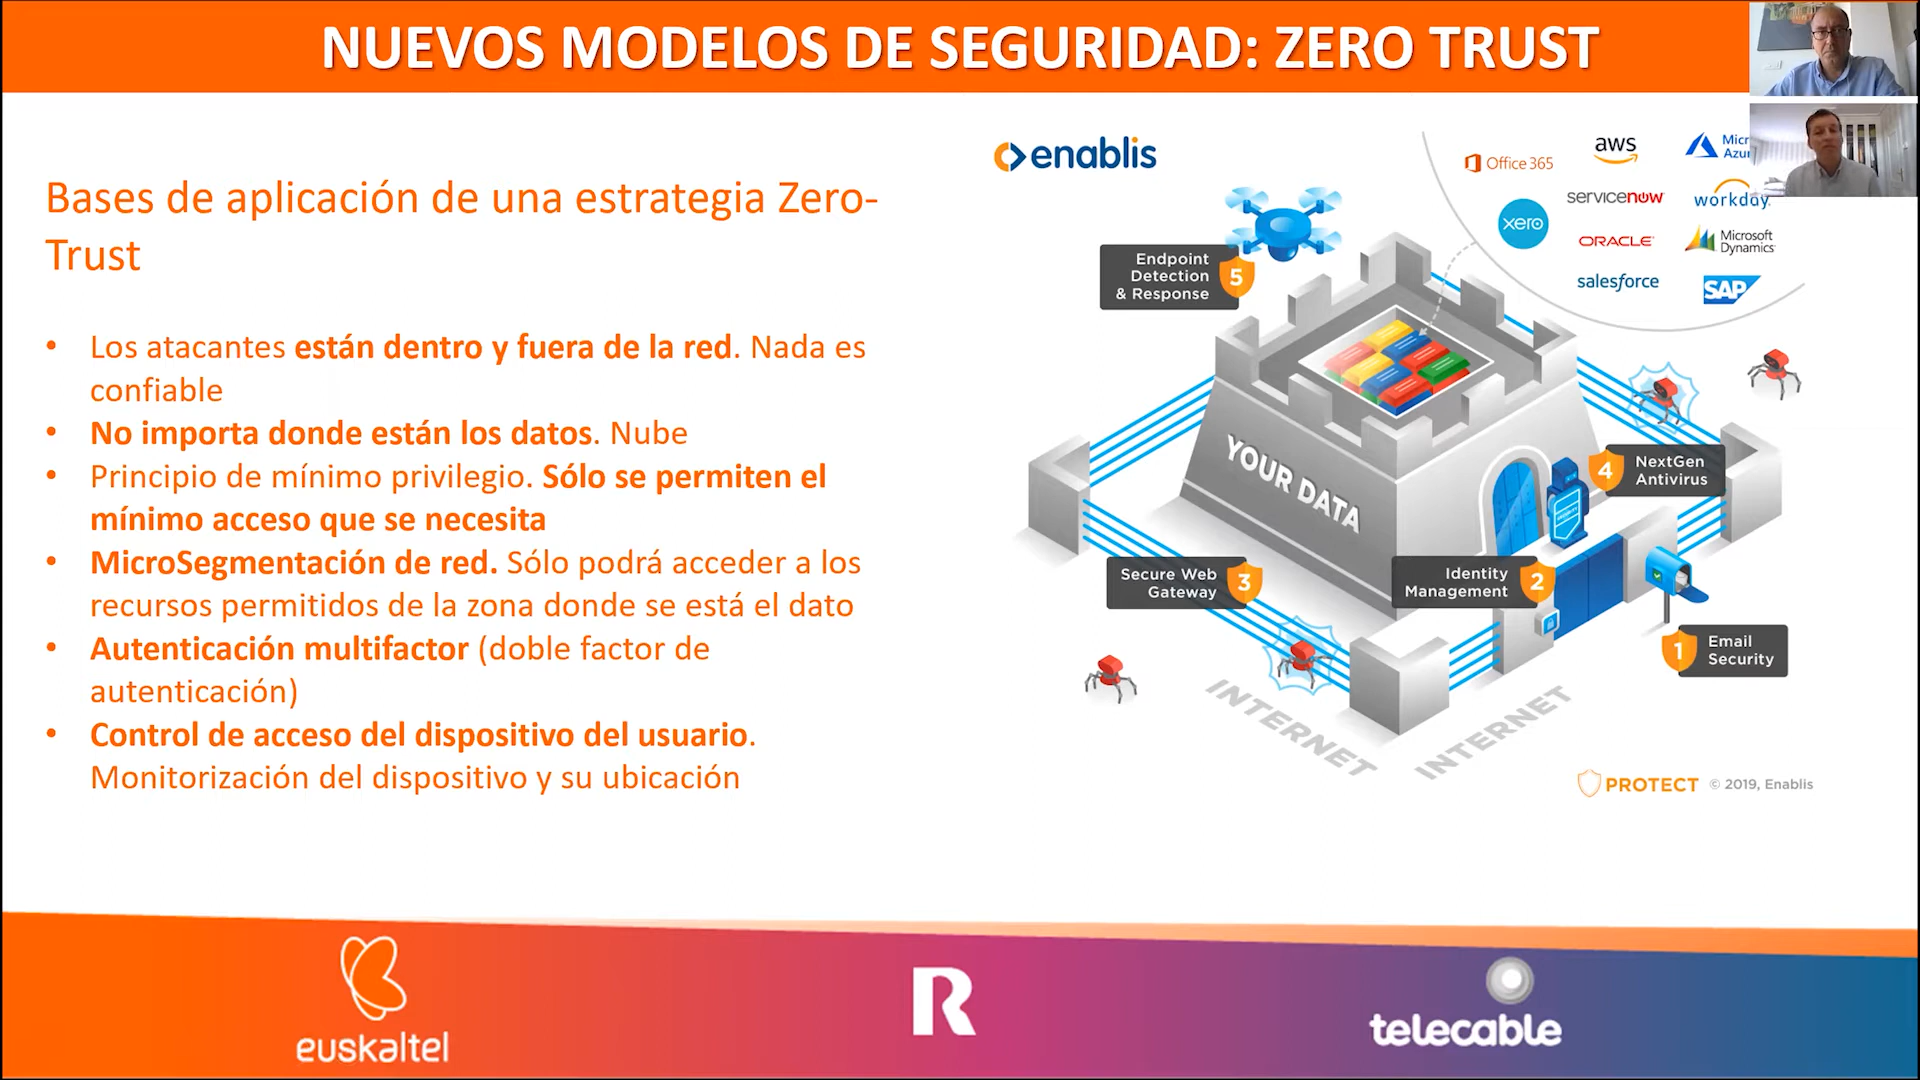 NUEVOS MODELOS DE SEGURIDAD: ZERO TRUST
Bases de aplicación de una estrategia Zero-
Trust
• Los atacantes están dentro y fuera de la red. Nada es
confiable
• No importa donde están los datos. Nube
• Principio de mínimo privilegio. Sólo se permiten el
mínimo acceso que se necesita
• MicroSegmentación de red. Sólo podrá acceder a los
recursos permitidos de la zona donde se está el dato
• Autenticación multifactor (doble factor de
autenticación)
• Control de acceso del dispositivo del usuario.
Monitorización del dispositivo y su ubicación
enablis
Office 365
aws
Micr
Azu
servicenow
workday.
xero
ORACLE
Microsoft
Dynamics
salesforce
SAP
Endpoint
Detection
& Response
5
YOUR DATA
4
NextGen
Antivirus
Secure Web
Gateway
3
Identity
Management
2
1
Email
Security
INTERNET
INTERNET
PROTECT © 2019, Enablis
euskaltel
R
telecable